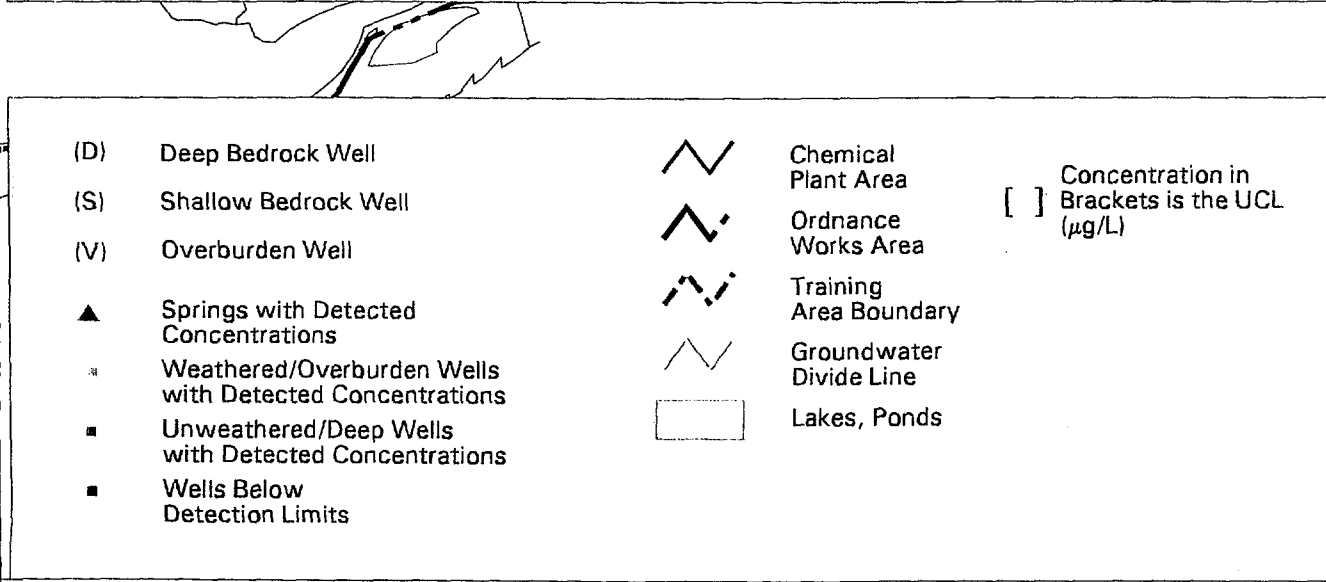 (D) Deep Bedrock Well
(S) Shallow Bedrock Well
(V) Overburden Well
Springs with Detected
Concentrations
Weathered/Overburden Wells
with Detected Concentrations
Unweathered/Deep Wells
with Detected Concentrations
Wells Below
Detection Limits
Chemical
Plant Area
Ordnance
Works Area
Training
Area Boundary
Groundwater
Divide Line
Lakes, Ponds
[ ] Concentration in
Brackets is the UCL
(μg/L)